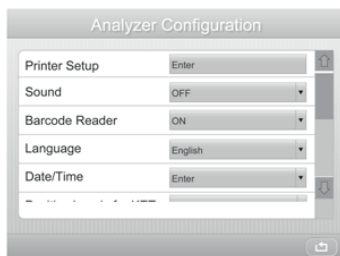 Analyzer Configuration
Printer Setup Enter
Sound OFF
Barcode Reader ON
Language English
Date/Time Enter